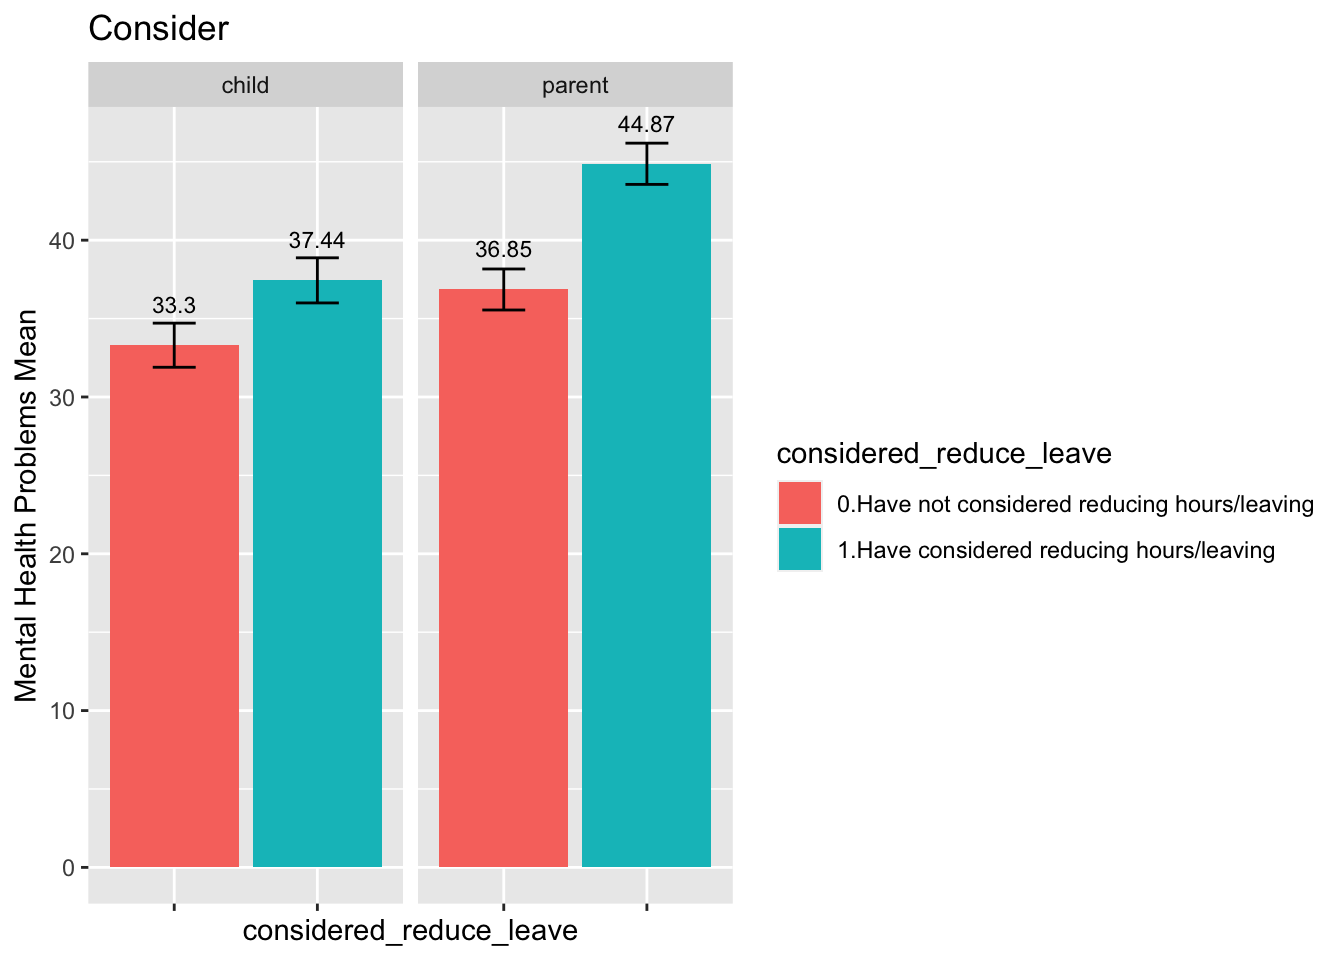 Consider
child
parent
44.87
37.44
36.85
33.3
40
30
20
10
0
Mental Health Problems Mean
considered_reduce_leave
considered_reduce_leave
0.Have not considered reducing hours/leaving
1.Have considered reducing hours/leaving